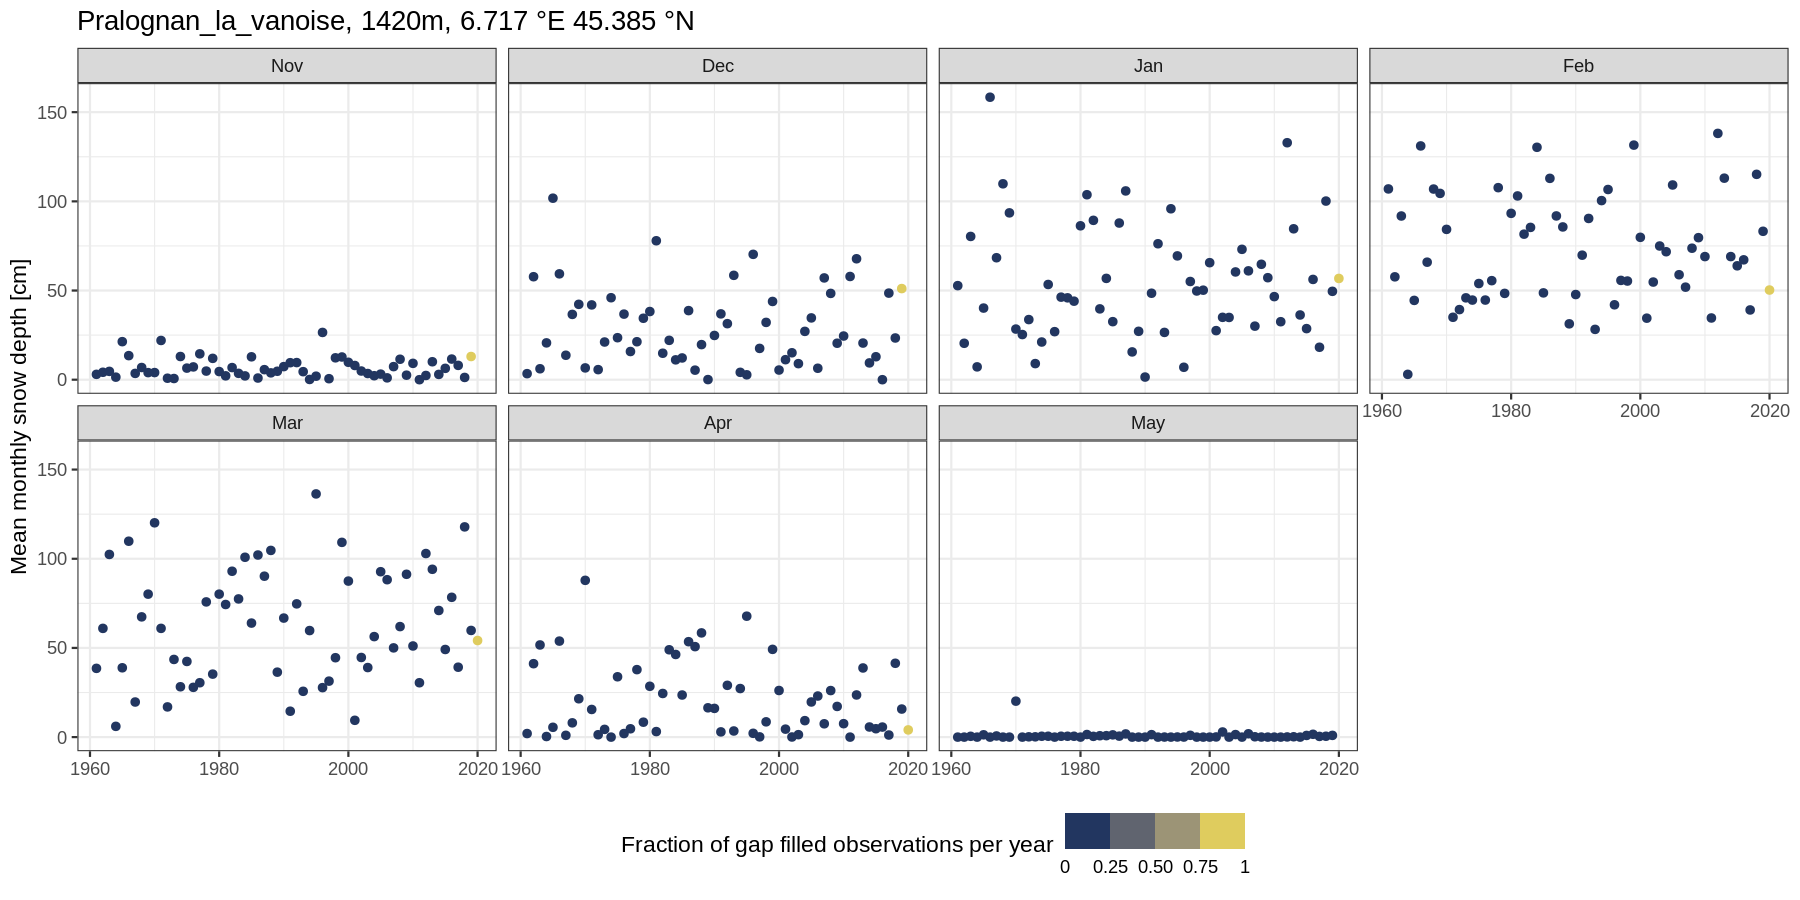 Pralognan_la_vanoise, 1420m, 6.717 °E 45.385 °N
Nov
Dec
Jan
Feb
150
100
50
0
1960 1980 2000 2020
Mean monthly snow depth [cm]
Mar
Apr
May
150
100
50
0
1960 1980 2000 2020
1960 1980 2000 2020
1960 1980 2000 2020
Fraction of gap filled observations per year
0 0.25 0.50 0.75 1